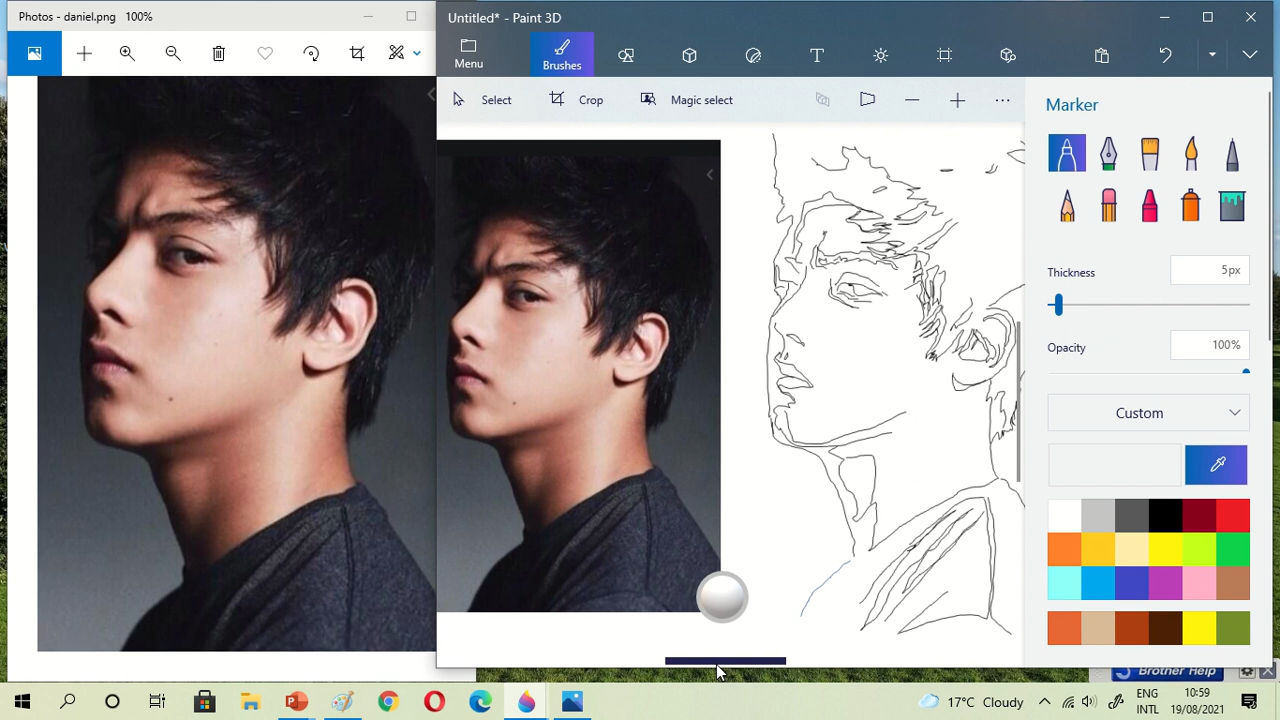 Photos - daniel.png 100%
Untitled* - Paint 3D
Menu
Brushes
Select
Crop
Magic select
Marker
Thickness
5px
Opacity
100%
Custom
Brother Help
17°C Cloudy
ENG
INTL
10:59
19/08/2021